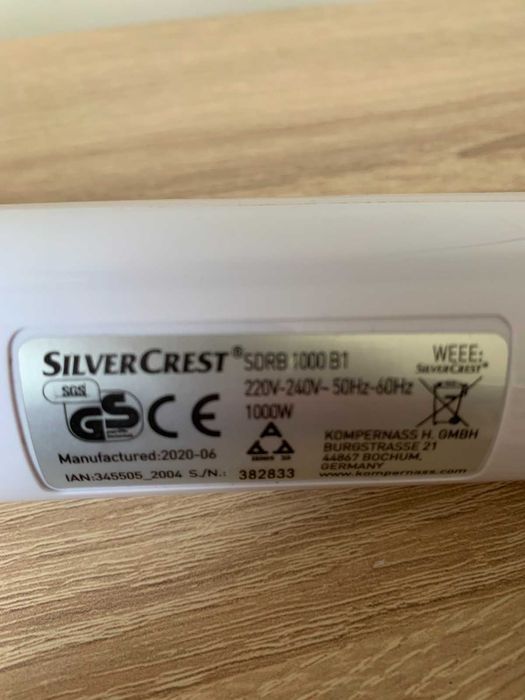 SILVERCREST® SDRB 1000 B1
220V-240V~ 50Hz-60Hz
1000W
WEEE:
SILVERCREST®
SGS
GS CE
KOMPERNASS H. GMBH
BURGSTRASSE 21
44867 BOCHUM,
GERMANY
www.kompernass.com
Manufactured:2020-06
IAN:345505_2004 S./N.: 382833